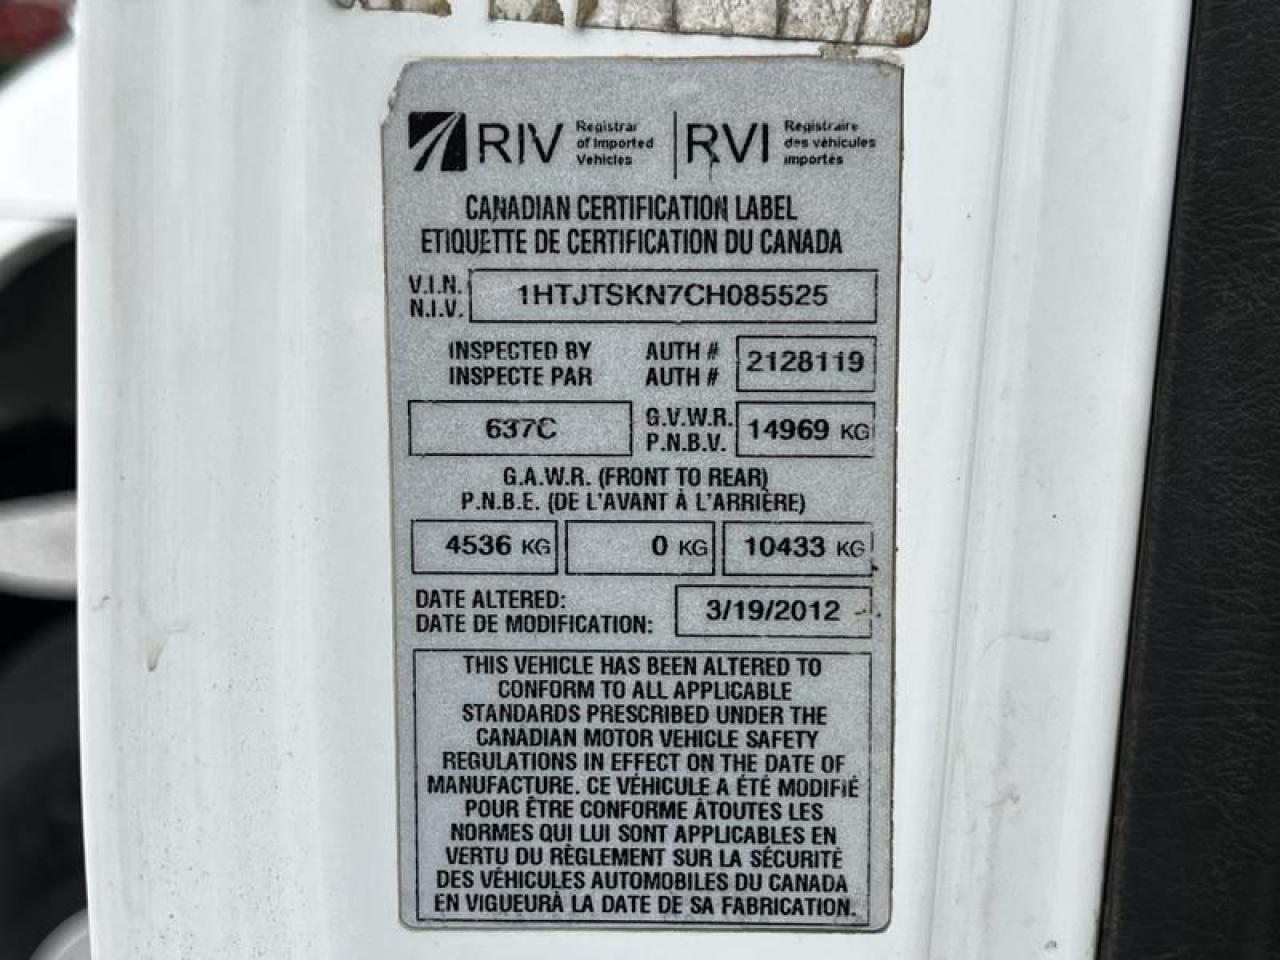 RIV Registrar of Imported Vehicles | RVI Registraire des véhicules importés
CANADIAN CERTIFICATION LABEL
ETIQUETTE DE CERTIFICATION DU CANADA
V.I.N. 1HTJTSKN7CH085525
N.I.V.
INSPECTED BY AUTH # 2128119
INSPECTE PAR AUTH #
637C G.V.W.R. 14969 KG
P.N.B.V.
G.A.W.R. (FRONT TO REAR)
P.N.B.E. (DE L'AVANT À L'ARRIÈRE)
4536 KG 0 KG 10433 KG
DATE ALTERED: 3/19/2012
DATE DE MODIFICATION:
THIS VEHICLE HAS BEEN ALTERED TO
CONFORM TO ALL APPLICABLE
STANDARDS PRESCRIBED UNDER THE
CANADIAN MOTOR VEHICLE SAFETY
REGULATIONS IN EFFECT ON THE DATE OF
MANUFACTURE. CE VÉHICULE A ÉTÉ MODIFIÉ
POUR ÊTRE CONFORME ÀTOUTES LES
NORMES QUI LUI SONT APPLICABLES EN
VERTU DU RÈGLEMENT SUR LA SÉCURITÉ
DES VÉHICULES AUTOMOBILES DU CANADA
EN VIGUEURÀ LA DATE DE SA FABRICATION.